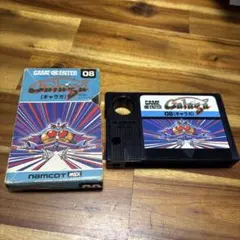 GAME CENTER 08
Galaga
(ギャラガ)
namcot MSX
GAME CENTER
Galaga
08 (ギャラガ)